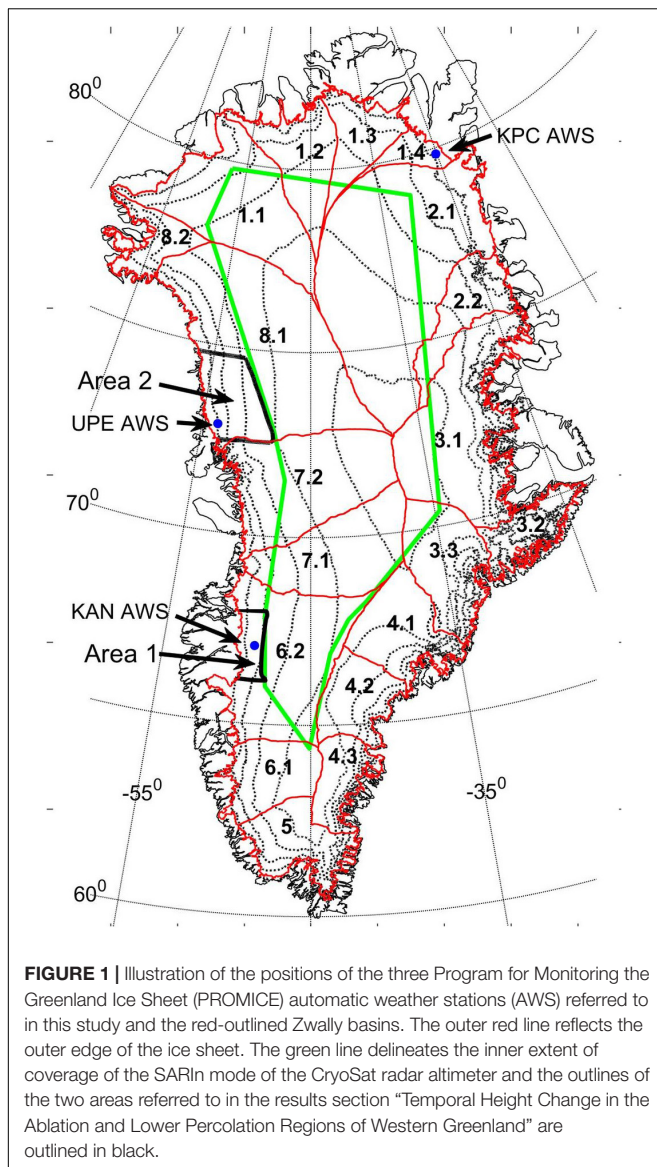 80⁰
KPC AWS
1.3
1.2
1.4
1.1
2.1
8.2
2.2
8.1
Area 2
UPE AWS
3.1
7.2
70⁰
3.2
3.3
7.1
KAN AWS
4.1
Area 1
6.2
4.2
6.1
4.3
-55⁰
-35⁰
5
60⁰
FIGURE 1 | Illustration of the positions of the three Program for Monitoring the
Greenland Ice Sheet (PROMICE) automatic weather stations (AWS) referred to
in this study and the red-outlined Zwally basins. The outer red line reflects the
outer edge of the ice sheet. The green line delineates the inner extent of
coverage of the SARIn mode of the CryoSat radar altimeter and the outlines of
the two areas referred to in the results section “Temporal Height Change in the
Ablation and Lower Percolation Regions of Western Greenland” are
outlined in black.